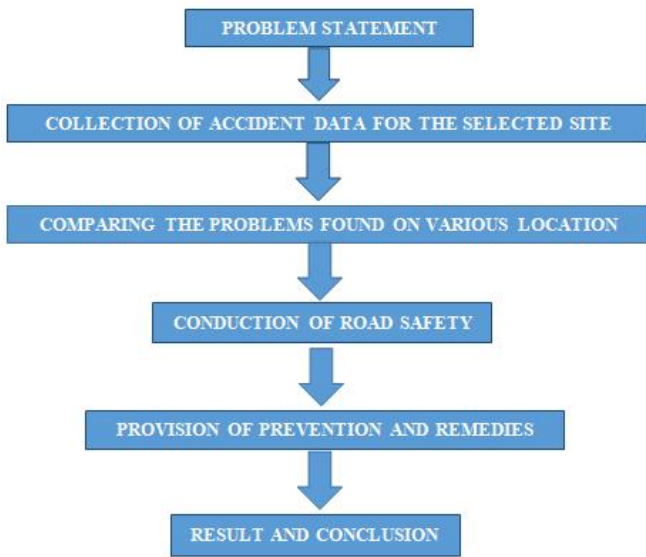 PROBLEM STATEMENT
COLLECTION OF ACCIDENT DATA FOR THE SELECTED SITE
COMPARING THE PROBLEMS FOUND ON VARIOUS LOCATION
CONDUCTION OF ROAD SAFETY
PROVISION OF PREVENTION AND REMEDIES
RESULT AND CONCLUSION